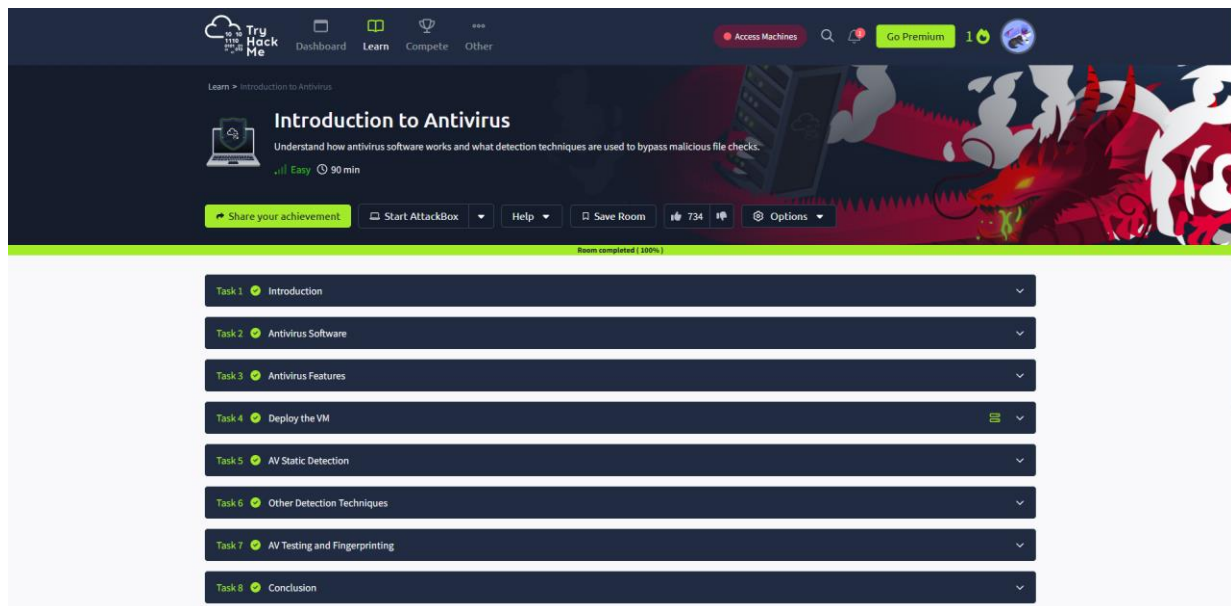 Try Hack Me
Dashboard Learn Compete Other
Access Machines Go Premium 1
Learn > Introduction to Antivirus
Introduction to Antivirus
Understand how antivirus software works and what detection techniques are used to bypass malicious file checks.
Easy 90 min
Share your achievement Start AttackBox Help Save Room 734 Options
Room completed ( 100% )
Task 1 Introduction
Task 2 Antivirus Software
Task 3 Antivirus Features
Task 4 Deploy the VM
Task 5 AV Static Detection
Task 6 Other Detection Techniques
Task 7 AV Testing and Fingerprinting
Task 8 Conclusion